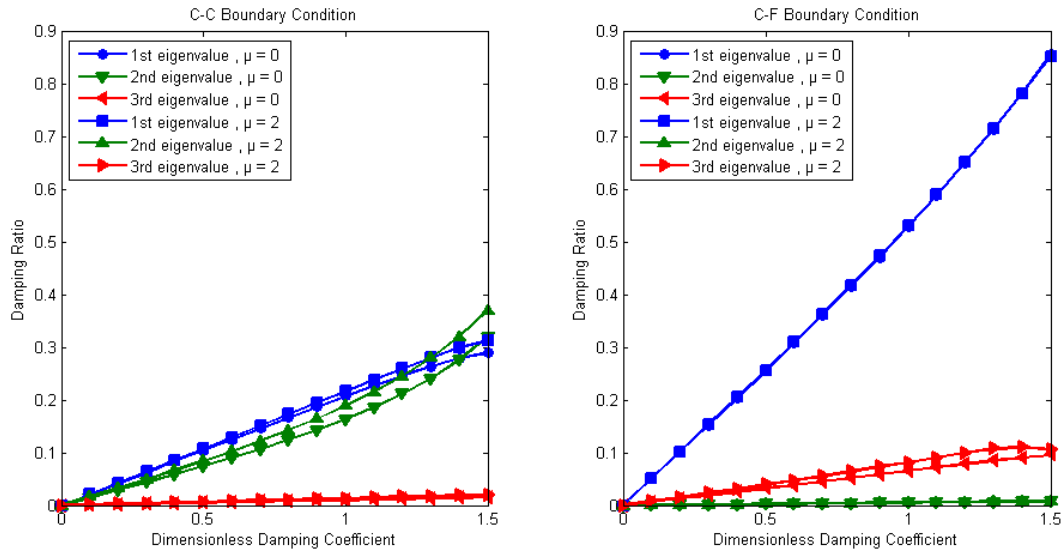 C-C Boundary Condition
0.9
0.8
0.7
0.6
0.5
0.4
0.3
0.2
0.1
0
0
0.5
1
1.5
Damping Ratio
Dimensionless Damping Coefficient
1st eigenvalue , μ = 0
2nd eigenvalue , μ = 0
3rd eigenvalue , μ = 0
1st eigenvalue , μ = 2
2nd eigenvalue , μ = 2
3rd eigenvalue , μ = 2
C-F Boundary Condition
0.9
0.8
0.7
0.6
0.5
0.4
0.3
0.2
0.1
0
0
0.5
1
1.5
Damping Ratio
Dimensionless Damping Coefficient
1st eigenvalue , μ = 0
2nd eigenvalue , μ = 0
3rd eigenvalue , μ = 0
1st eigenvalue , μ = 2
2nd eigenvalue , μ = 2
3rd eigenvalue , μ = 2